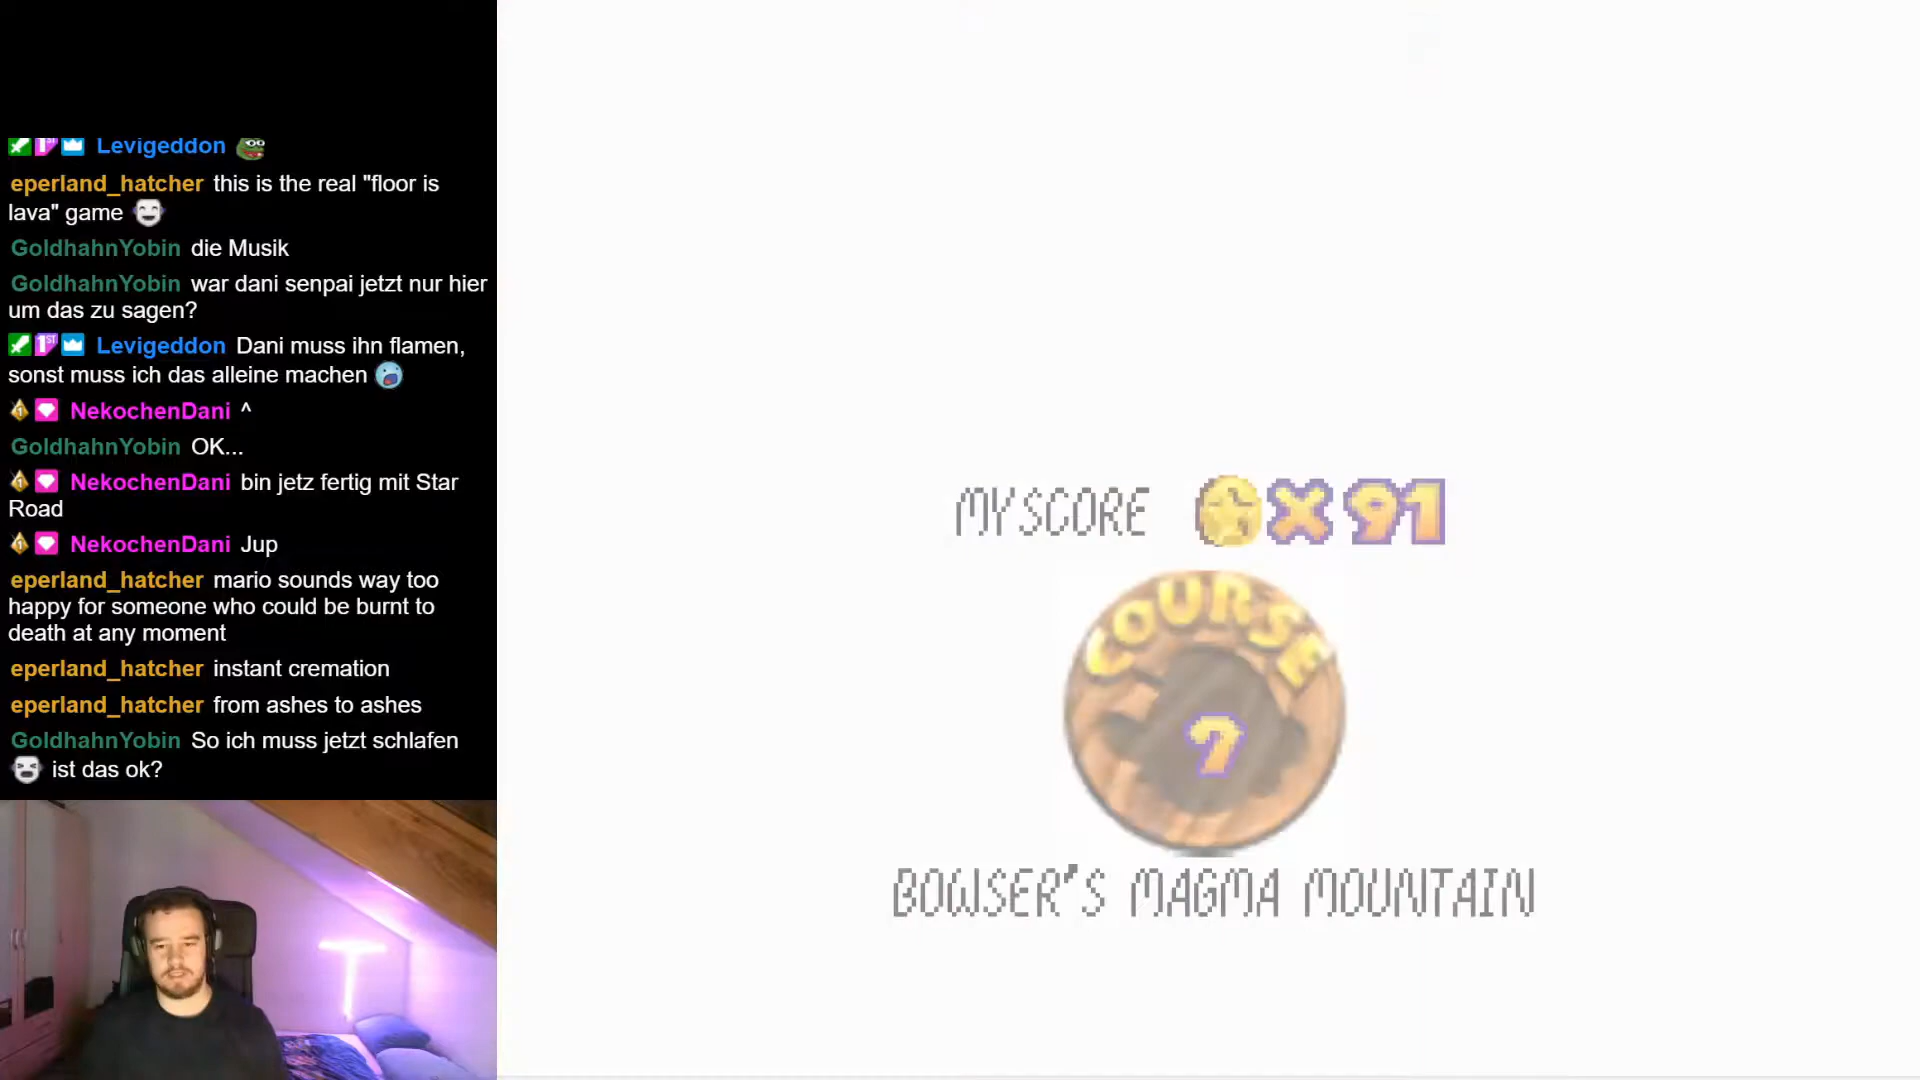 Levigeddon
eperland_hatcher this is the real "floor is
lava" game
GoldhahnYobin die Musik
GoldhahnYobin war dani senpai jetzt nur hier
um das zu sagen?
Levigeddon Dani muss ihn flamen,
sonst muss ich das alleine machen
NekochenDani ^
GoldhahnYobin OK...
NekochenDani bin jetz fertig mit Star
Road
NekochenDani Jup
eperland_hatcher mario sounds way too
happy for someone who could be burnt to
death at any moment
eperland_hatcher instant cremation
eperland_hatcher from ashes to ashes
GoldhahnYobin So ich muss jetzt schlafen
ist das ok?
MY SCORE × 91
COURSE
7
BOWSER'S MAGMA MOUNTAIN